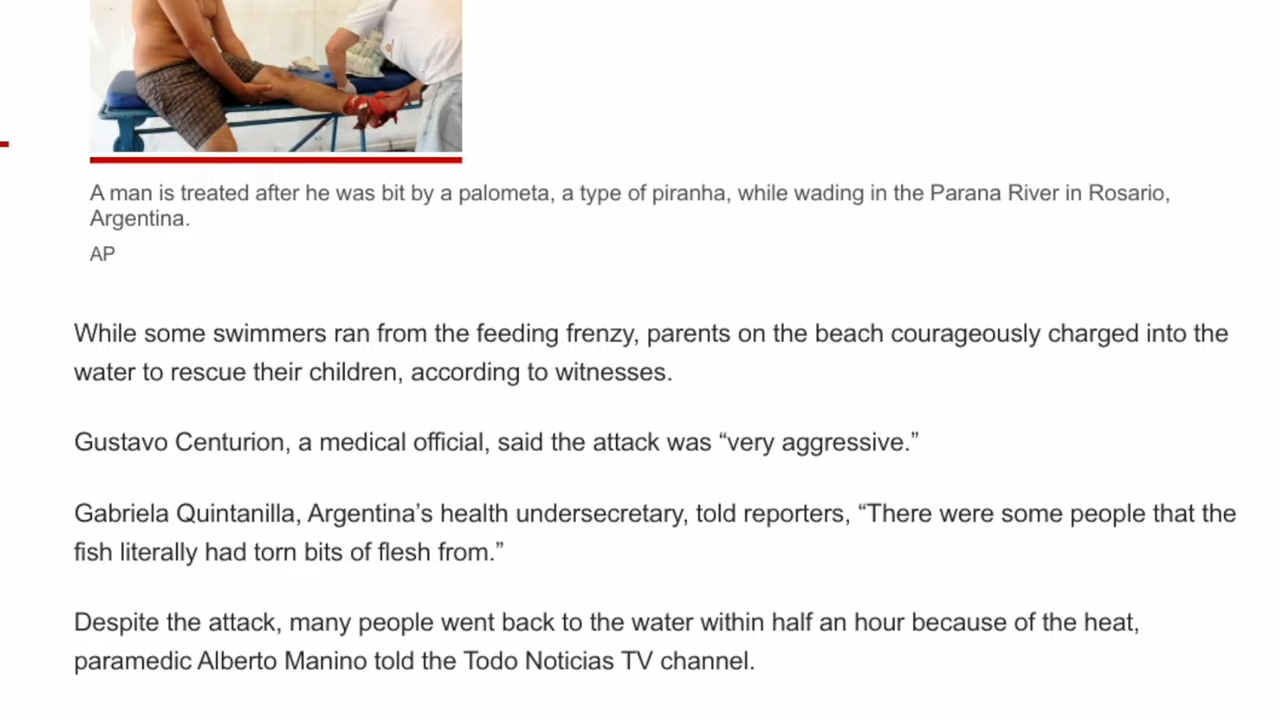 A man is treated after he was bit by a palometa, a type of piranha, while wading in the Parana River in Rosario,
Argentina.
AP
While some swimmers ran from the feeding frenzy, parents on the beach courageously charged into the
water to rescue their children, according to witnesses.
Gustavo Centurion, a medical official, said the attack was “very aggressive.”
Gabriela Quintanilla, Argentina’s health undersecretary, told reporters, “There were some people that the
fish literally had torn bits of flesh from.”
Despite the attack, many people went back to the water within half an hour because of the heat,
paramedic Alberto Manino told the Todo Noticias TV channel.